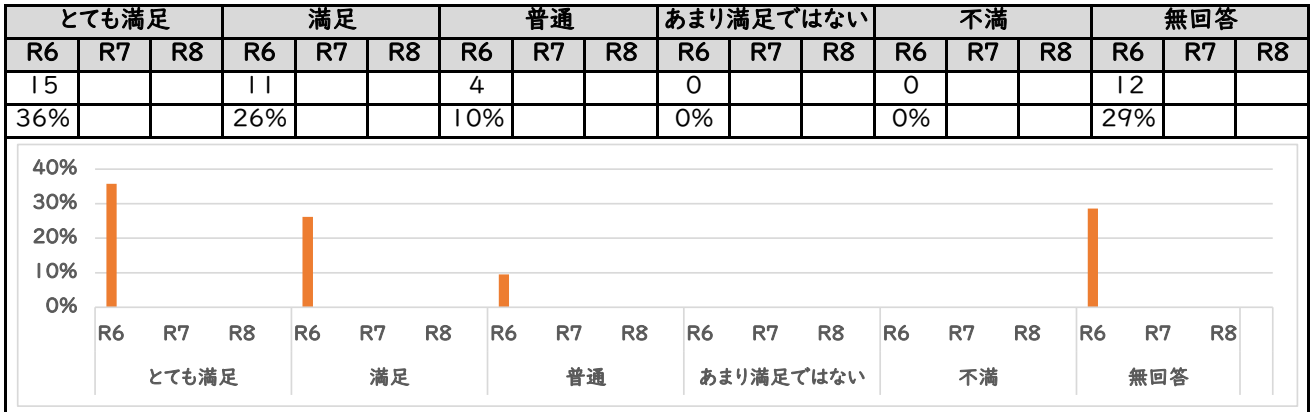 とても満足 満足 普通 あまり満足ではない 不満 無回答
R6 R7 R8 R6 R7 R8 R6 R7 R8 R6 R7 R8 R6 R7 R8 R6 R7 R8
15 11 4 0 0 12
36% 26% 10% 0% 0% 29%
40%
30%
20%
10%
0%
R6 R7 R8 R6 R7 R8 R6 R7 R8 R6 R7 R8 R6 R7 R8 R6 R7 R8
とても満足 満足 普通 あまり満足ではない 不満 無回答